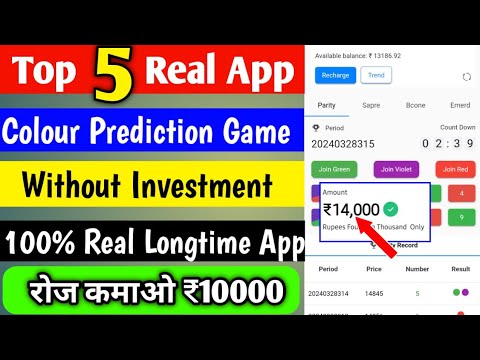 Top 5 Real App
Colour Prediction Game
Without Investment
100% Real Longtime App
रोज कमाओ ₹10000
Available balance: ₹ 13186.92
Recharge
Trend
Parity Sapre Bcone Emerd
Period
Count Down
20240328315
0 2 : 3 9
Join Green
Join Violet
Join Red
4
Amount
₹14,000
Rupees Thousand Only
9
Record
Period Price Number Result
20240328314 14845 5